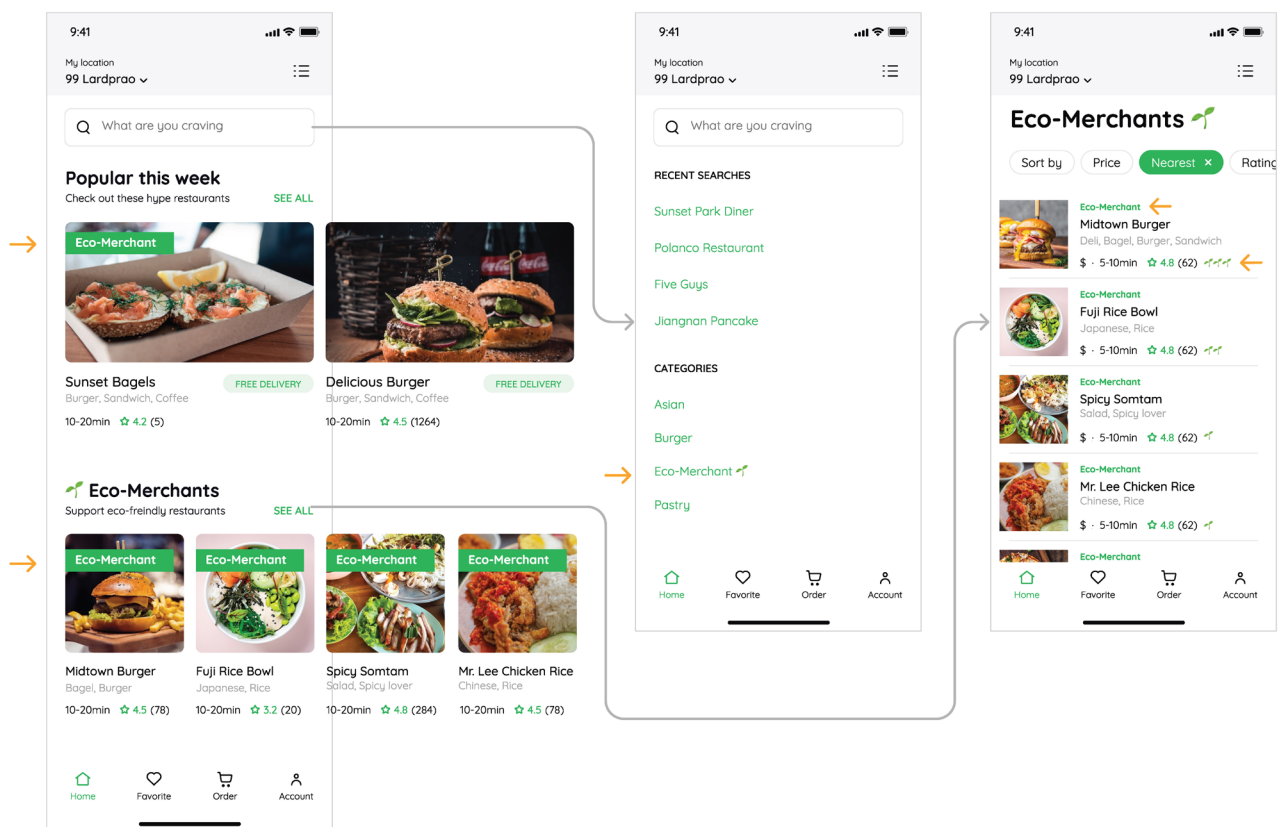 9:41
My location
99 Lardprao
What are you craving
Popular this week
Check out these hype restaurants
SEE ALL
Eco-Merchant
Coca-Cola
Sunset Bagels
FREE DELIVERY
Burger, Sandwich, Coffee
10-20min 4.2 (5)
Delicious Burger
FREE DELIVERY
Burger, Sandwich, Coffee
10-20min 4.5 (1264)
Eco-Merchants
Support eco-freindly restaurants
SEE ALL
Eco-Merchant
Eco-Merchant
Eco-Merchant
Eco-Merchant
Midtown Burger
Bagel, Burger
10-20min 4.5 (78)
Fuji Rice Bowl
Japanese, Rice
10-20min 3.2 (20)
Spicy Somtam
Salad, Spicy lover
10-20min 4.8 (284)
Mr. Lee Chicken Rice
Chinese, Rice
10-20min 4.5 (78)
Home
Favorite
Order
Account
9:41
My location
99 Lardprao
What are you craving
RECENT SEARCHES
Sunset Park Diner
Polanco Restaurant
Five Guys
Jiangnan Pancake
CATEGORIES
Asian
Burger
Eco-Merchant
Pastry
Home
Favorite
Order
Account
9:41
My location
99 Lardprao
Eco-Merchants
Sort by
Price
Nearest ×
Rating
Eco-Merchant
Midtown Burger
Deli, Bagel, Burger, Sandwich
$ · 5-10min 4.8 (62)
Eco-Merchant
Fuji Rice Bowl
Japanese, Rice
$ · 5-10min 4.8 (62)
Eco-Merchant
Spicy Somtam
Salad, Spicy lover
$ · 5-10min 4.8 (62)
Eco-Merchant
Mr. Lee Chicken Rice
Chinese, Rice
$ · 5-10min 4.8 (62)
Eco-Merchant
Home
Favorite
Order
Account